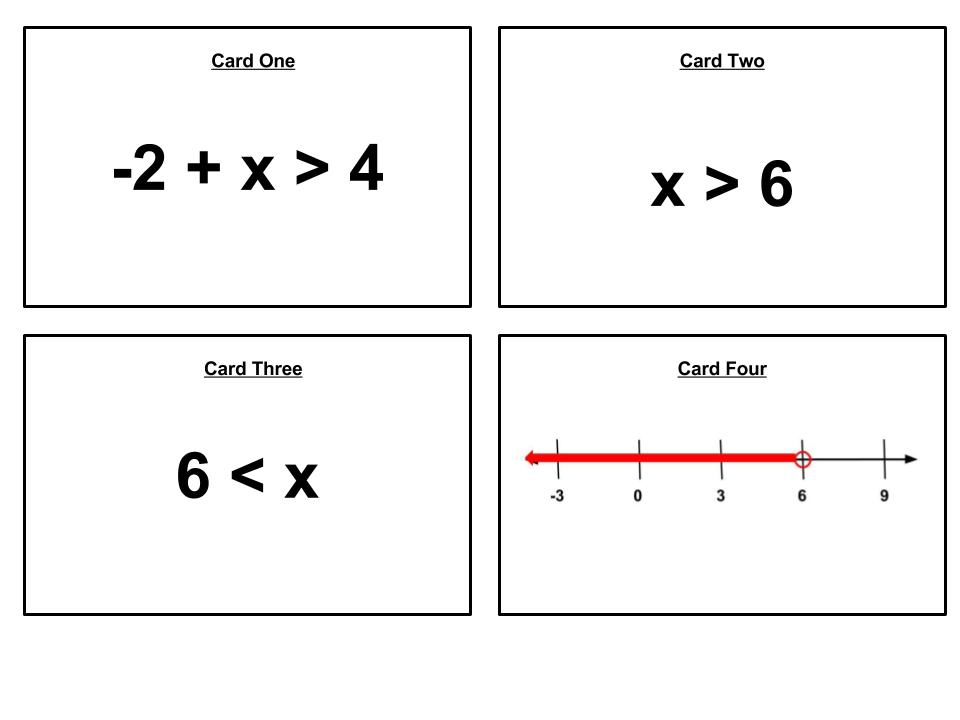 Card One
-2 + x > 4
Card Two
x > 6
Card Three
6 < x
Card Four
-3 0 3 6 9